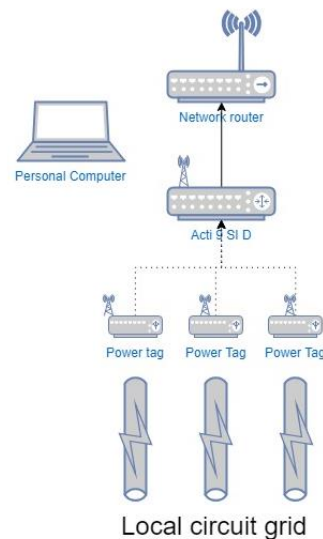 Network router
Personal Computer
Acti 9 SI D
Power tag
Power Tag
Power Tag
Local circuit grid